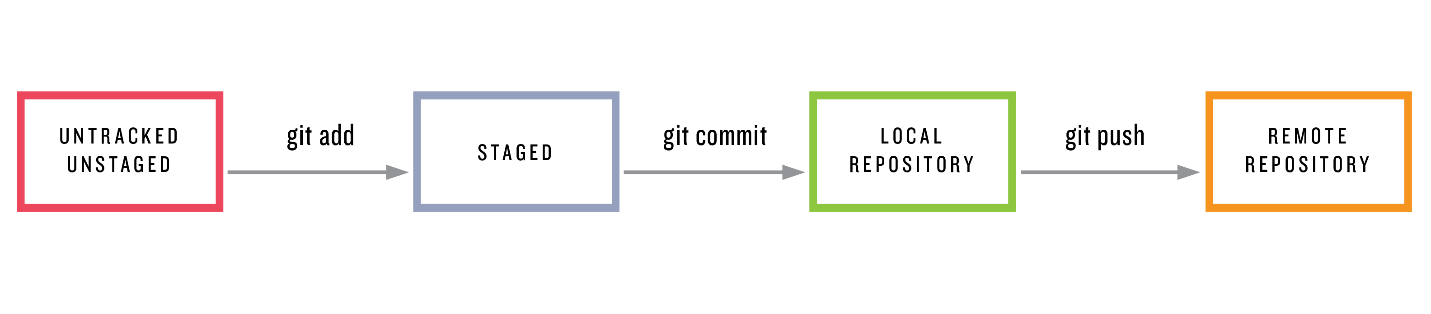 UNTRACKED
UNSTAGED
git add
STAGED
git commit
LOCAL
REPOSITORY
git push
REMOTE
REPOSITORY